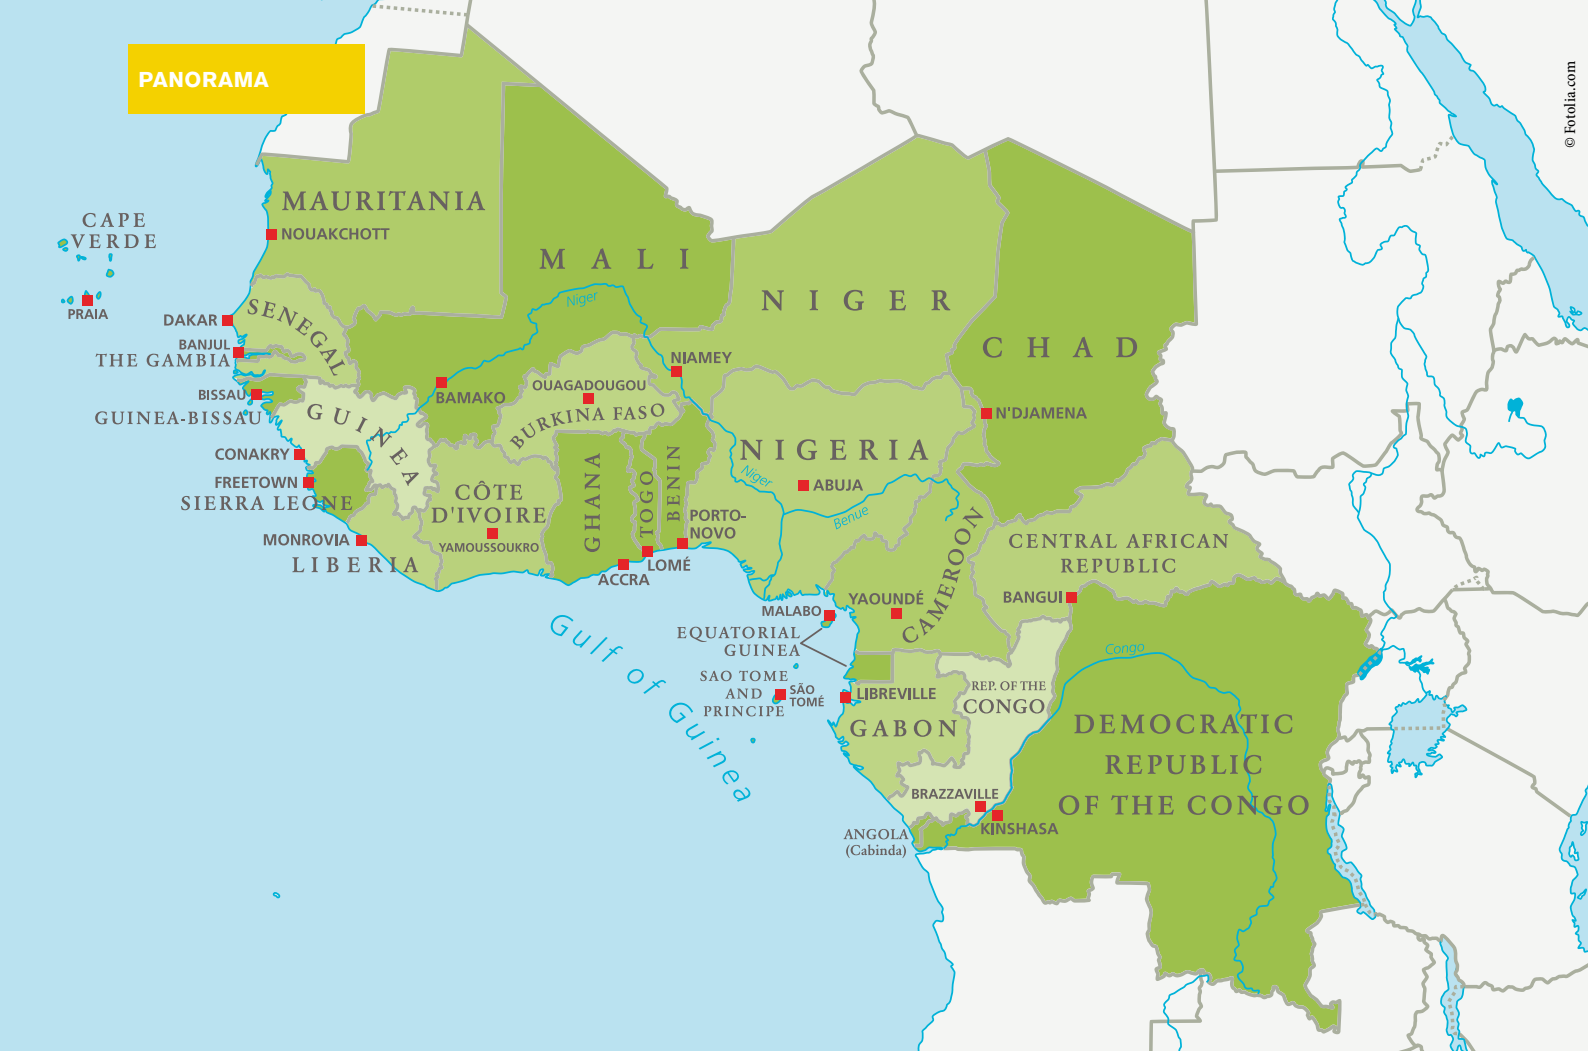 PANORAMA
© Fotolia.com
MAURITANIA
NOUAKCHOTT
CAPE
VERDE
PRAIA
MALI
Niger
NIGER
CHAD
SENEGAL
DAKAR
BANJUL
THE GAMBIA
BISSAU
GUINEA-BISSAU
GUINEA
CONAKRY
FREETOWN
SIERRA LEONE
MONROVIA
LIBERIA
BAMAKO
OUAGADOUGOU
BURKINA FASO
NIAMEY
N'DJAMENA
NIGERIA
Niger
ABUJA
Benue
CÔTE
D'IVOIRE
YAMOUSSOUKRO
GHANA
TOGO
BENIN
PORTO-
NOVO
LOMÉ
ACCRA
CAMEROON
YAOUNDÉ
CENTRAL AFRICAN
REPUBLIC
BANGUI
MALABO
EQUATORIAL
GUINEA
SAO TOME
AND
PRINCIPE
SÃO
TOMÉ
Gulf of Guinea
LIBREVILLE
GABON
REP. OF THE
CONGO
Congo
DEMOCRATIC
REPUBLIC
OF THE CONGO
BRAZZAVILLE
KINSHASA
ANGOLA
(Cabinda)